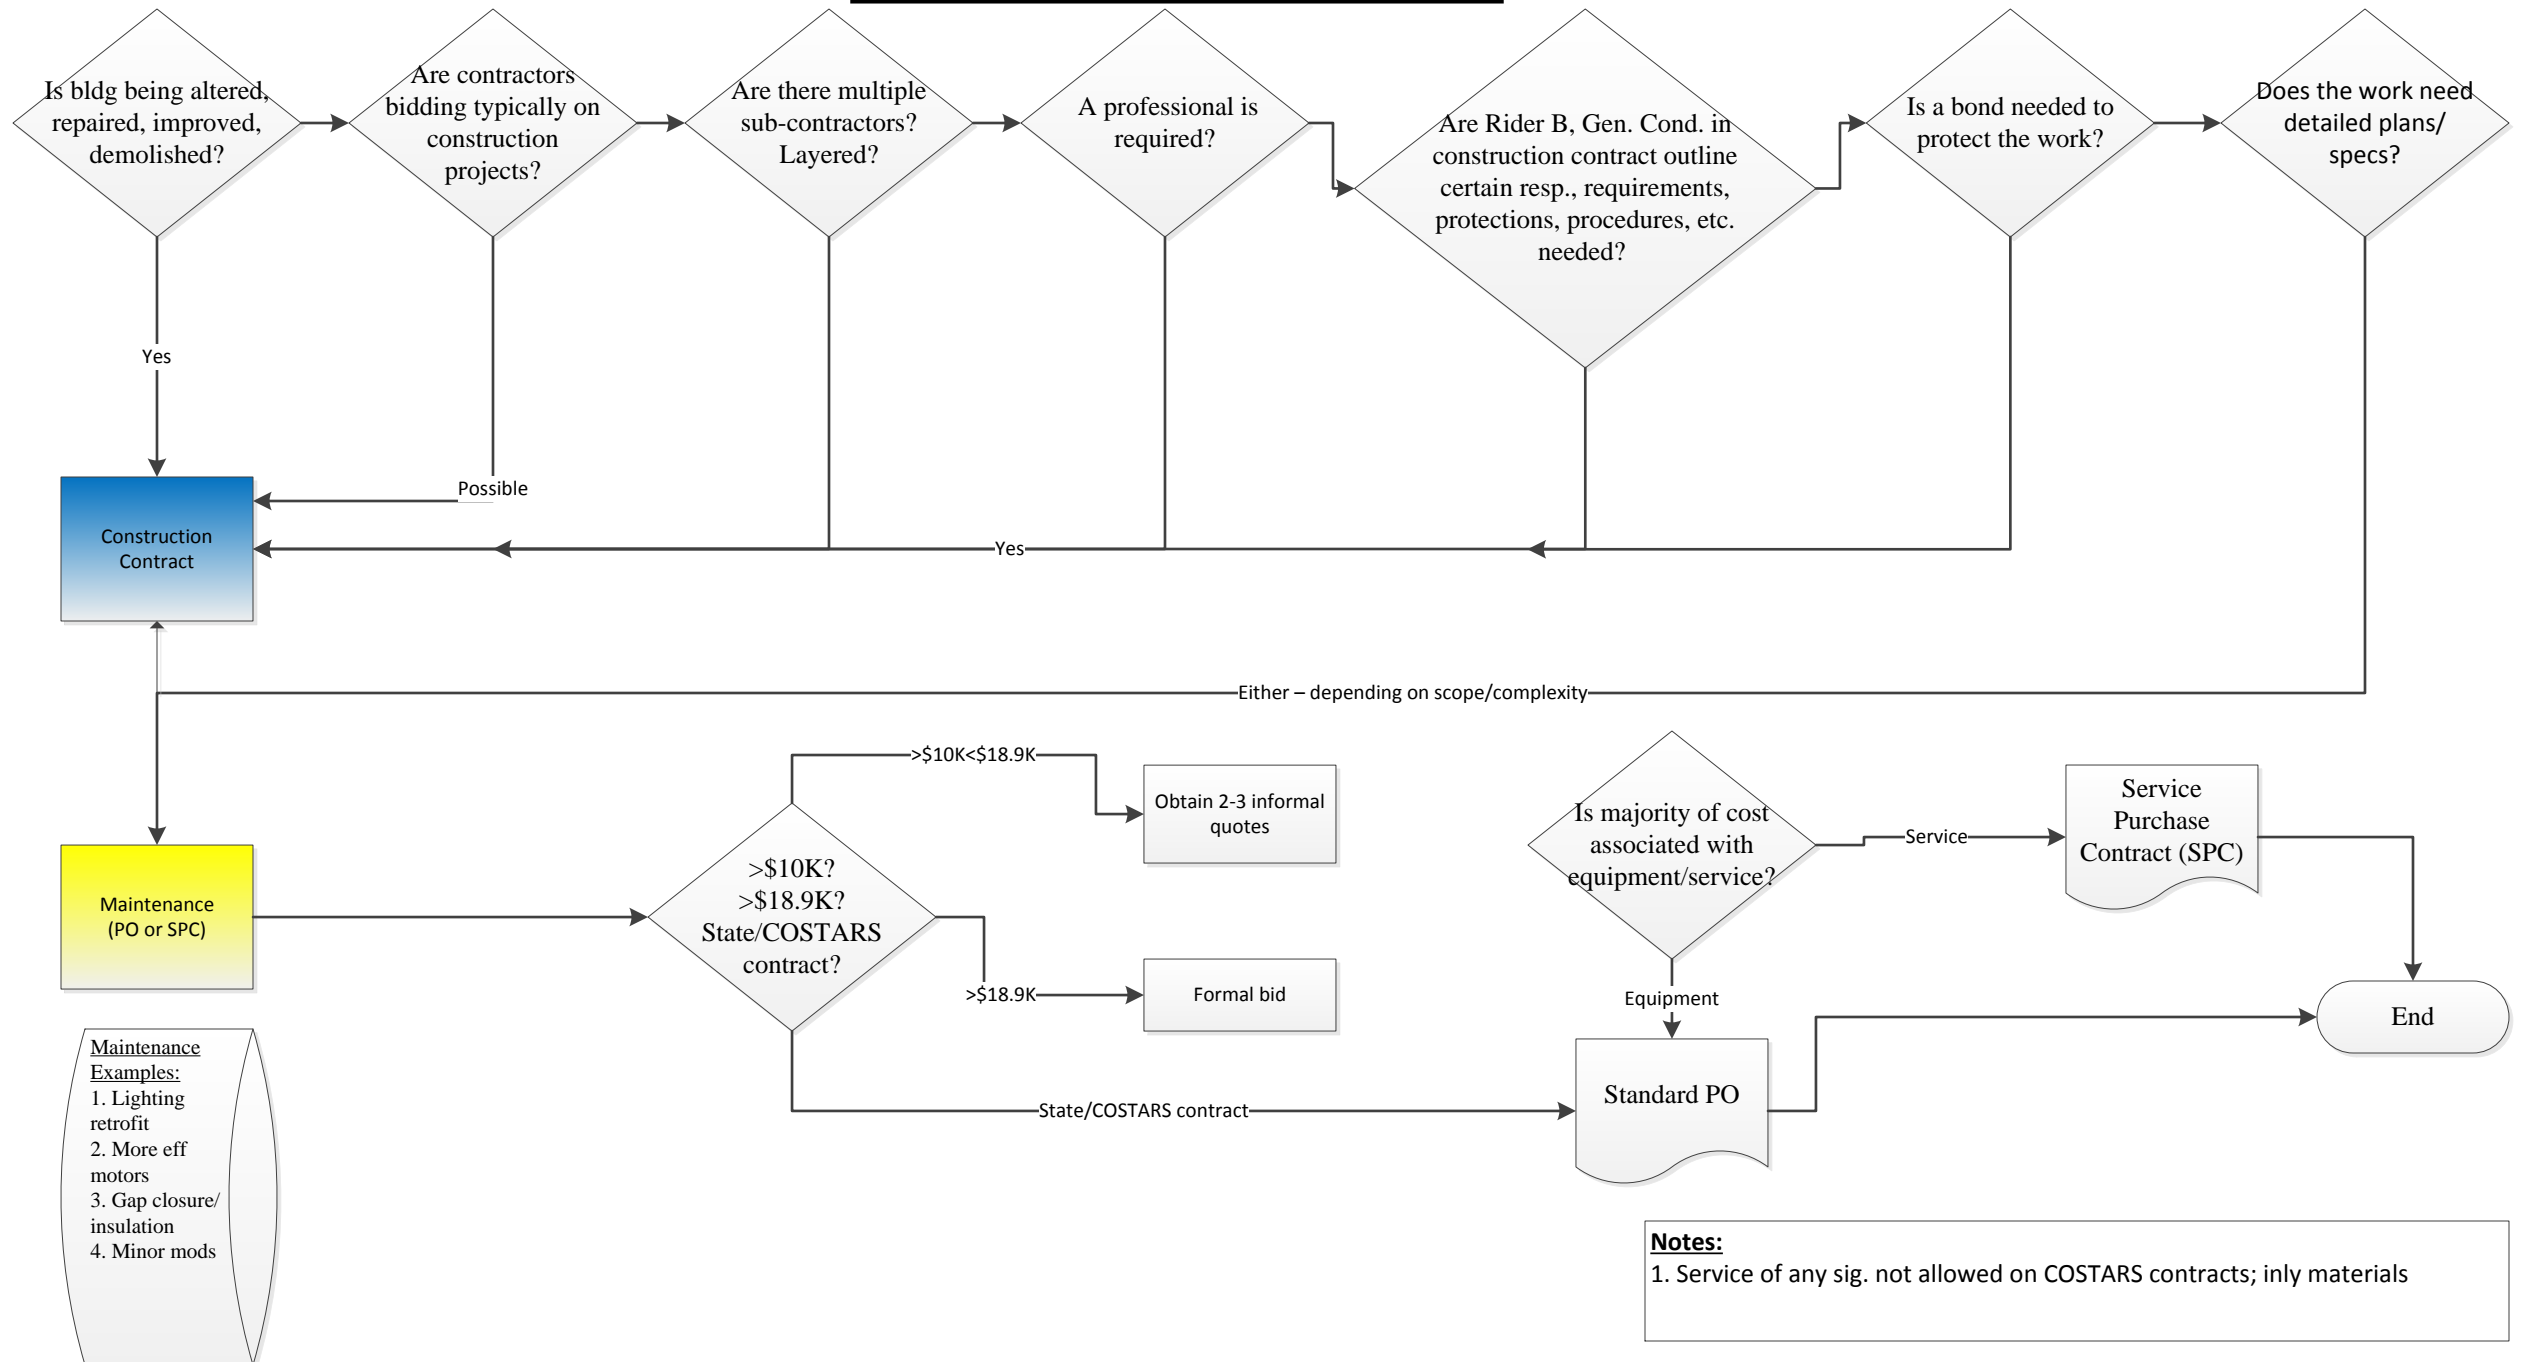 Is bldg being altered,
repaired, improved,
demolished?
Are contractors
bidding typically on
construction
projects?
Are there multiple
sub-contractors?
Layered?
A professional is
required?
Are Rider B, Gen. Cond. in
construction contract outline
certain resp., requirements,
protections, procedures, etc.
needed?
Is a bond needed to
protect the work?
Does the work need
detailed plans/
specs?
Yes
Possible
Construction
Contract
Yes
Either – depending on scope/complexity
>$10K<$18.9K
Obtain 2-3 informal
quotes
Is majority of cost
associated with
equipment/service?
Service
Service
Purchase
Contract (SPC)
Maintenance
(PO or SPC)
>$10K?
>$18.9K?
State/COSTARS
contract?
>$18.9K
Formal bid
Equipment
End
Standard PO
State/COSTARS contract
Maintenance
Examples:
1. Lighting
retrofit
2. More eff
motors
3. Gap closure/
insulation
4. Minor mods
Notes:
1. Service of any sig. not allowed on COSTARS contracts; inly materials